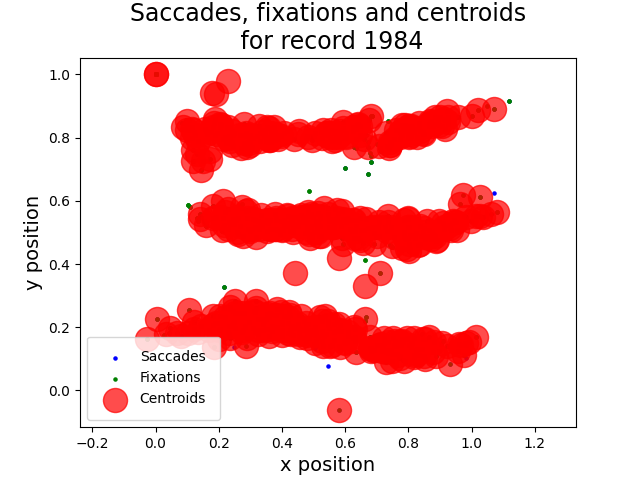 Saccades, fixations and centroids
for record 1984
1.0
0.8
0.6
0.4
0.2
0.0
y position
Saccades
Fixations
Centroids
−0.2
0.0
0.2
0.4
0.6
0.8
1.0
1.2
x position